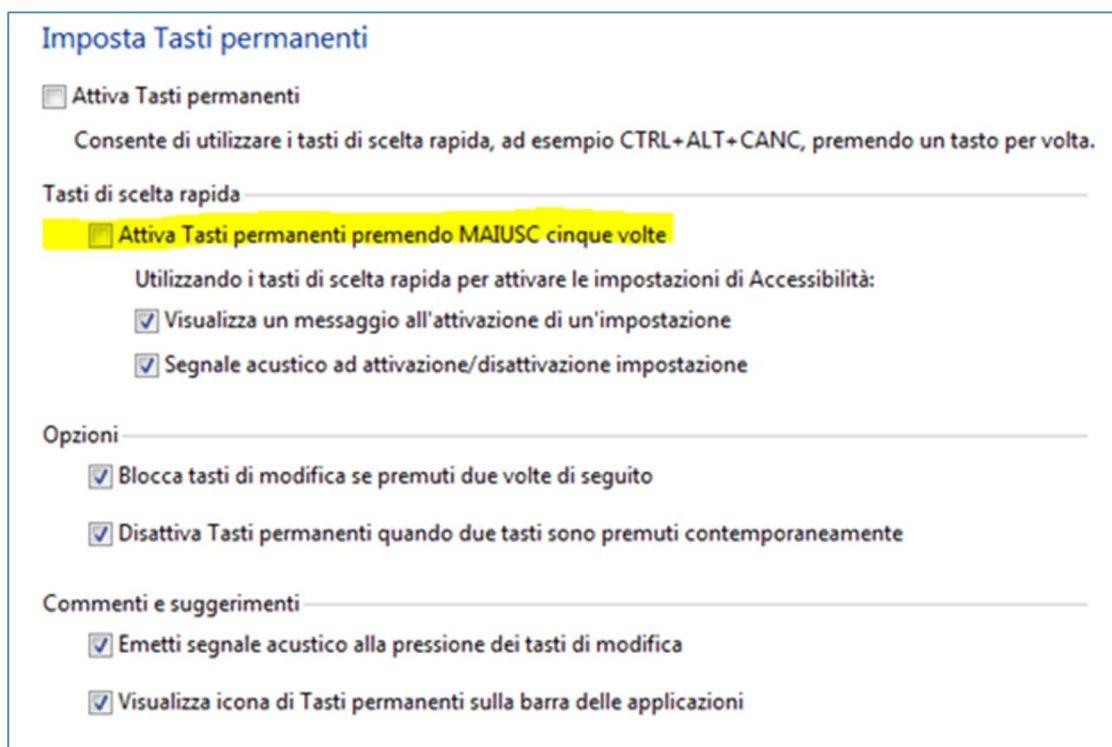 Imposta Tasti permanenti
Attiva Tasti permanenti
Consente di utilizzare i tasti di scelta rapida, ad esempio CTRL+ALT+CANC, premendo un tasto per volta.
Tasti di scelta rapida
Attiva Tasti permanenti premendo MAIUSC cinque volte
Utilizzando i tasti di scelta rapida per attivare le impostazioni di Accessibilità:
Visualizza un messaggio all'attivazione di un'impostazione
Segnale acustico ad attivazione/disattivazione impostazione
Opzioni
Blocca tasti di modifica se premuti due volte di seguito
Disattiva Tasti permanenti quando due tasti sono premuti contemporaneamente
Commenti e suggerimenti
Emetti segnale acustico alla pressione dei tasti di modifica
Visualizza icona di Tasti permanenti sulla barra delle applicazioni